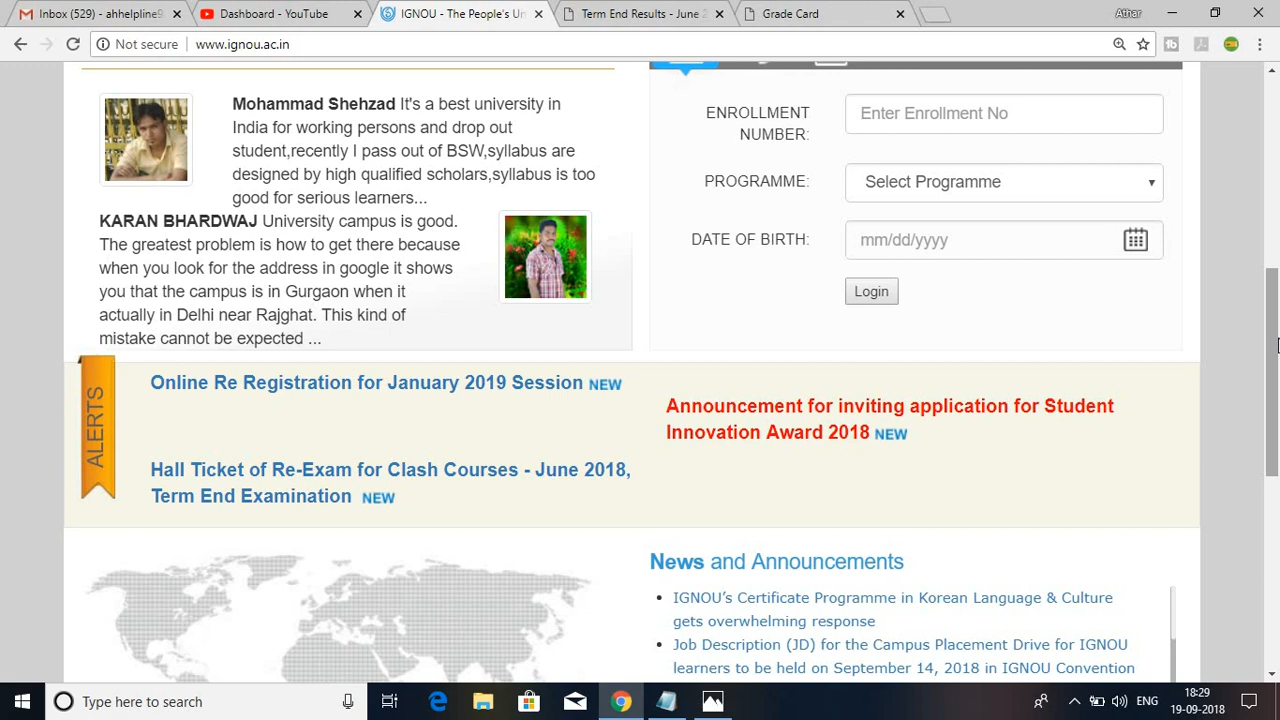 Inbox (529) - ahhelpline9
Dashboard - YouTube
IGNOU - The People's Un
Term End Results - June 2
Grade Card
Athar
Not secure
www.ignou.ac.in
Mohammad Shehzad It's a best university in
India for working persons and drop out
student,recently I pass out of BSW,syllabus are
designed by high qualified scholars,syllabus is too
good for serious learners...
KARAN BHARDWAJ University campus is good.
The greatest problem is how to get there because
when you look for the address in google it shows
you that the campus is in Gurgaon when it
actually in Delhi near Rajghat. This kind of
mistake cannot be expected ...
ENROLLMENT
NUMBER:
Enter Enrollment No
PROGRAMME:
Select Programme
DATE OF BIRTH:
mm/dd/yyyy
Login
ALERTS
Online Re Registration for January 2019 Session NEW
Hall Ticket of Re-Exam for Clash Courses - June 2018,
Term End Examination NEW
Announcement for inviting application for Student
Innovation Award 2018 NEW
News and Announcements
• IGNOU's Certificate Programme in Korean Language & Culture
gets overwhelming response
• Job Description (JD) for the Campus Placement Drive for IGNOU
learners to be held on September 14, 2018 in IGNOU Convention
Type here to search
ENG
18:29
19-09-2018